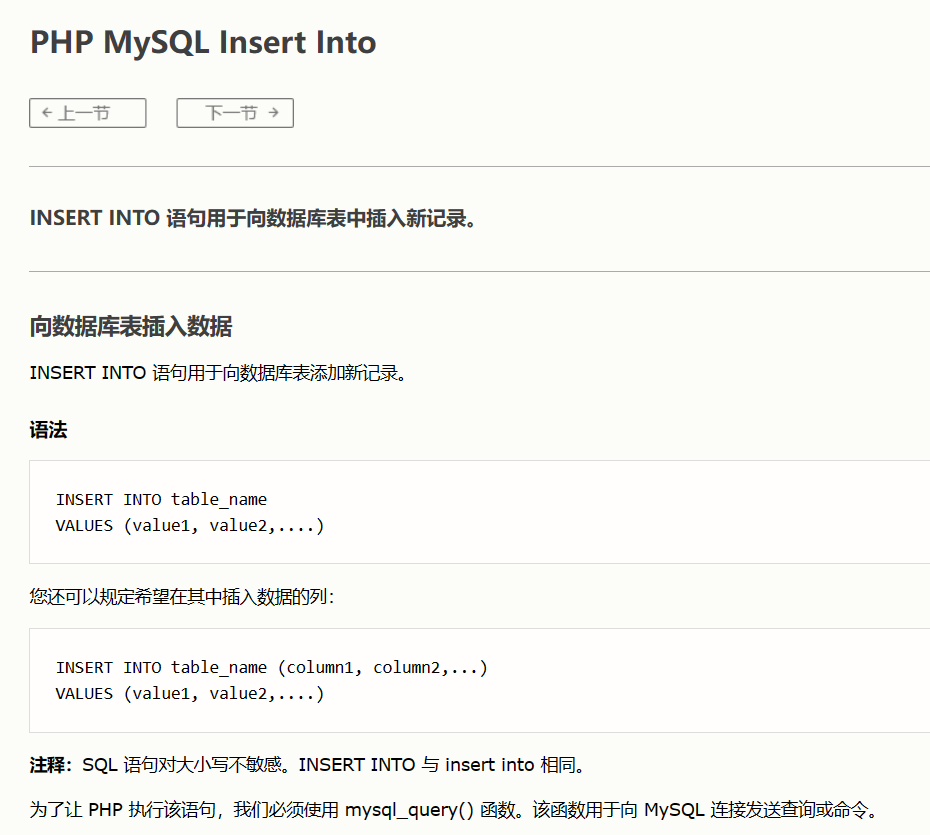 PHP MySQL Insert Into
← 上一节 下一节 →
INSERT INTO 语句用于向数据库表中插入新记录。
向数据库表插入数据
INSERT INTO 语句用于向数据库表添加新记录。
语法
INSERT INTO table_name
VALUES (value1, value2,....)
您还可以规定希望在其中插入数据的列：
INSERT INTO table_name (column1, column2,...)
VALUES (value1, value2,....)
注释：SQL 语句对大小写不敏感。INSERT INTO 与 insert into 相同。
为了让 PHP 执行该语句，我们必须使用 mysql_query() 函数。该函数用于向 MySQL 连接发送查询或命令。